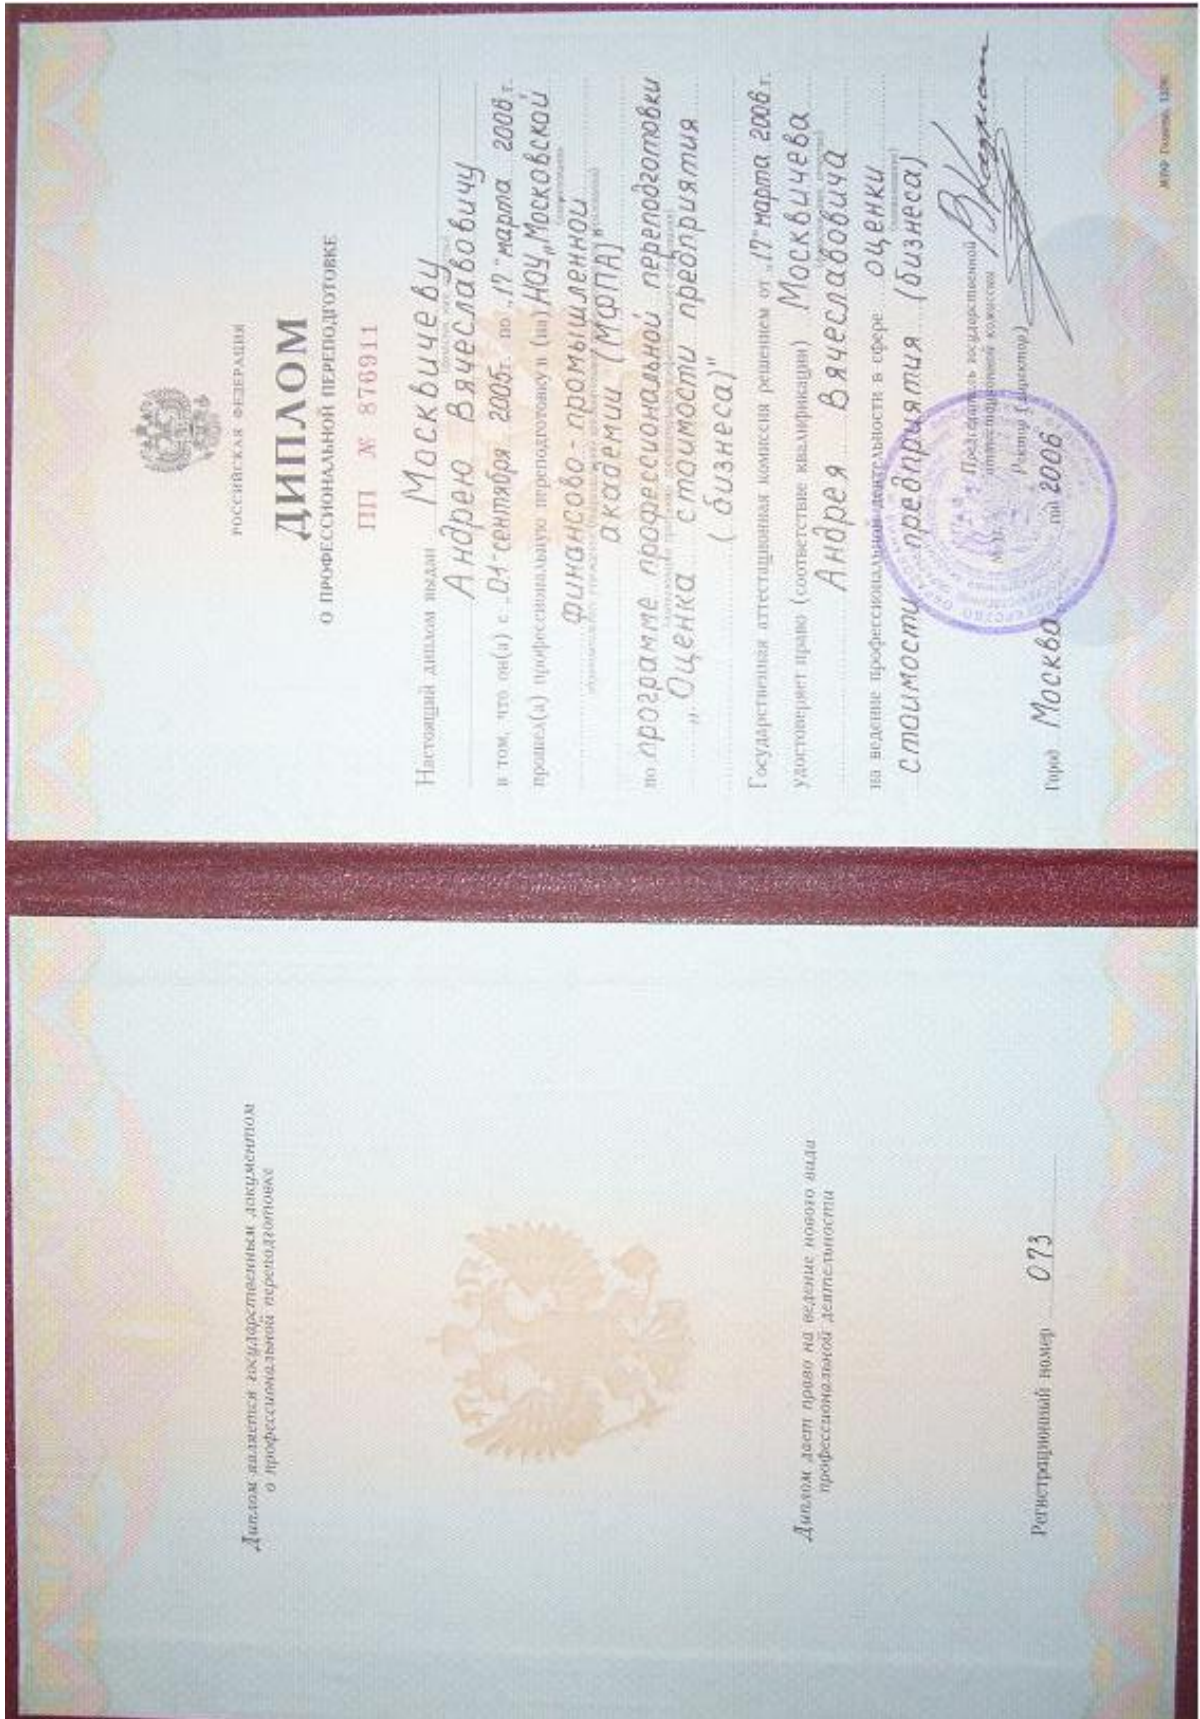 Диплом является государственным документом
о профессиональной переподготовке
Диплом дает право на ведение нового вида
профессиональной деятельности
Регистрационный номер 073
РОССИЙСКАЯ ФЕДЕРАЦИЯ
ДИПЛОМ
О ПРОФЕССИОНАЛЬНОЙ ПЕРЕПОДГОТОВКЕ
ПП № 876911
Настоящий диплом выдан Москвичеву
Андрею Вячеславовичу
в том, что он(а) с „01“ сентября 2005 г. по „17“ марта 2006 г.
прошел(а) профессиональную переподготовку в (на) НОУ „Московской
финансово-промышленной
академии (МФПА)"
по программе профессиональной переподготовки
„Оценка стоимости предприятия
(бизнеса)"
Государственная аттестационная комиссия решением от „17“ марта 2006 г.
удостоверяет право (соответствие квалификации) Москвичева
Андрея Вячеславовича
на ведение профессиональной деятельности в сфере оценки
стоимости предприятия (бизнеса)
Председатель государственной
аттестационной комиссии
Ректор (директор)
Город Москва год 2006